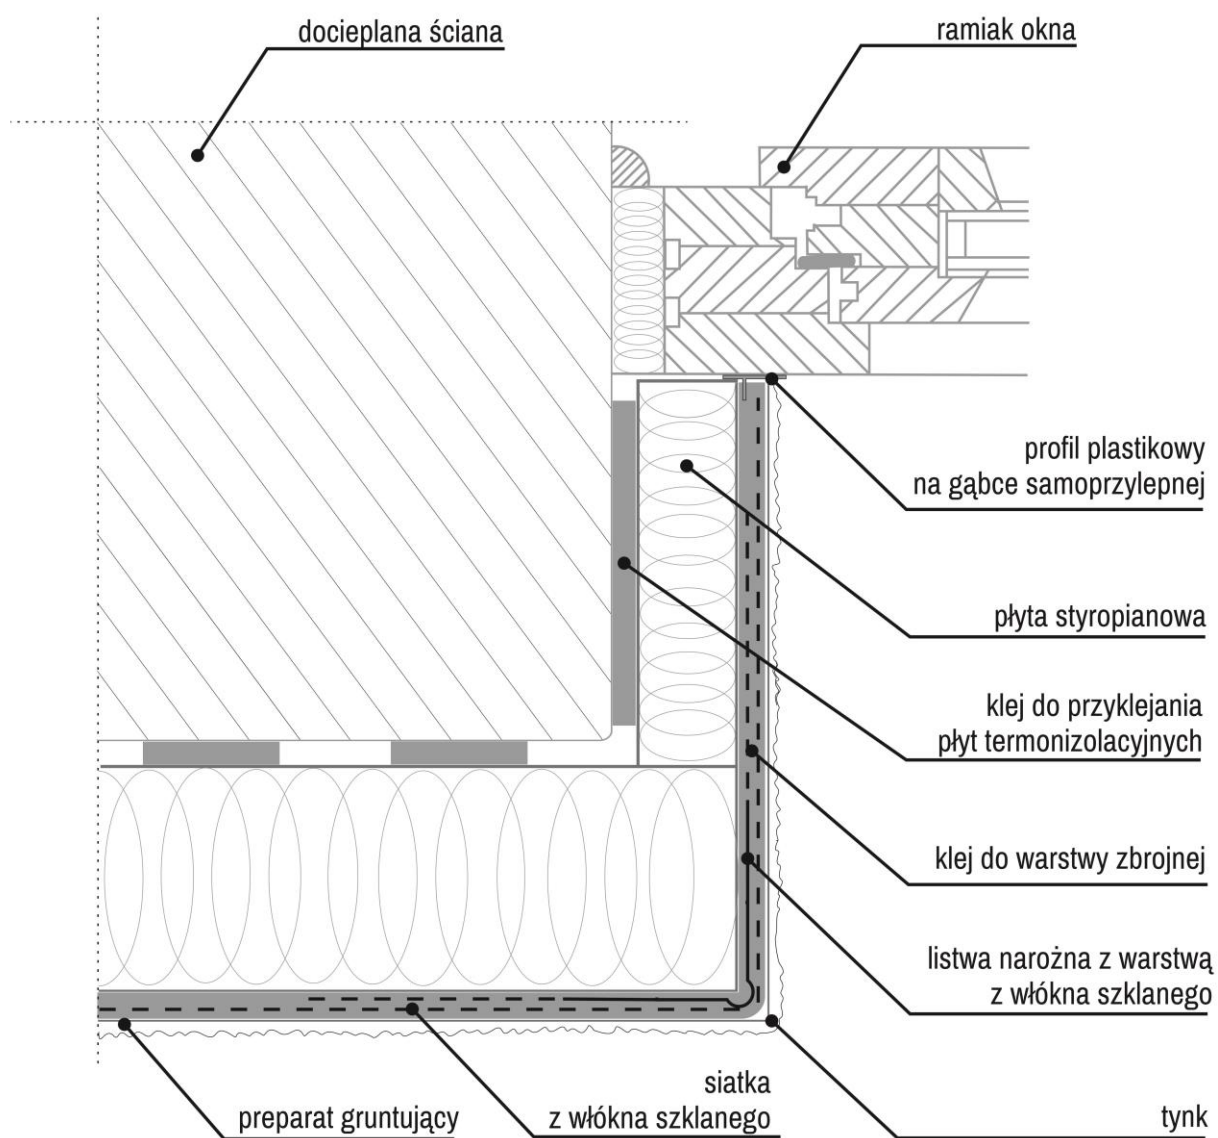 docieplana ściana
ramiak okna
profil plastikowy
na gąbce samoprzylepnej
płyta styropianowa
klej do przyklejania
płyt termonizolacyjnych
klej do warstwy zbrojnej
listwa narożna z warstwą
z włókna szklanego
siatka
z włókna szklanego
preparat gruntujący
tynk